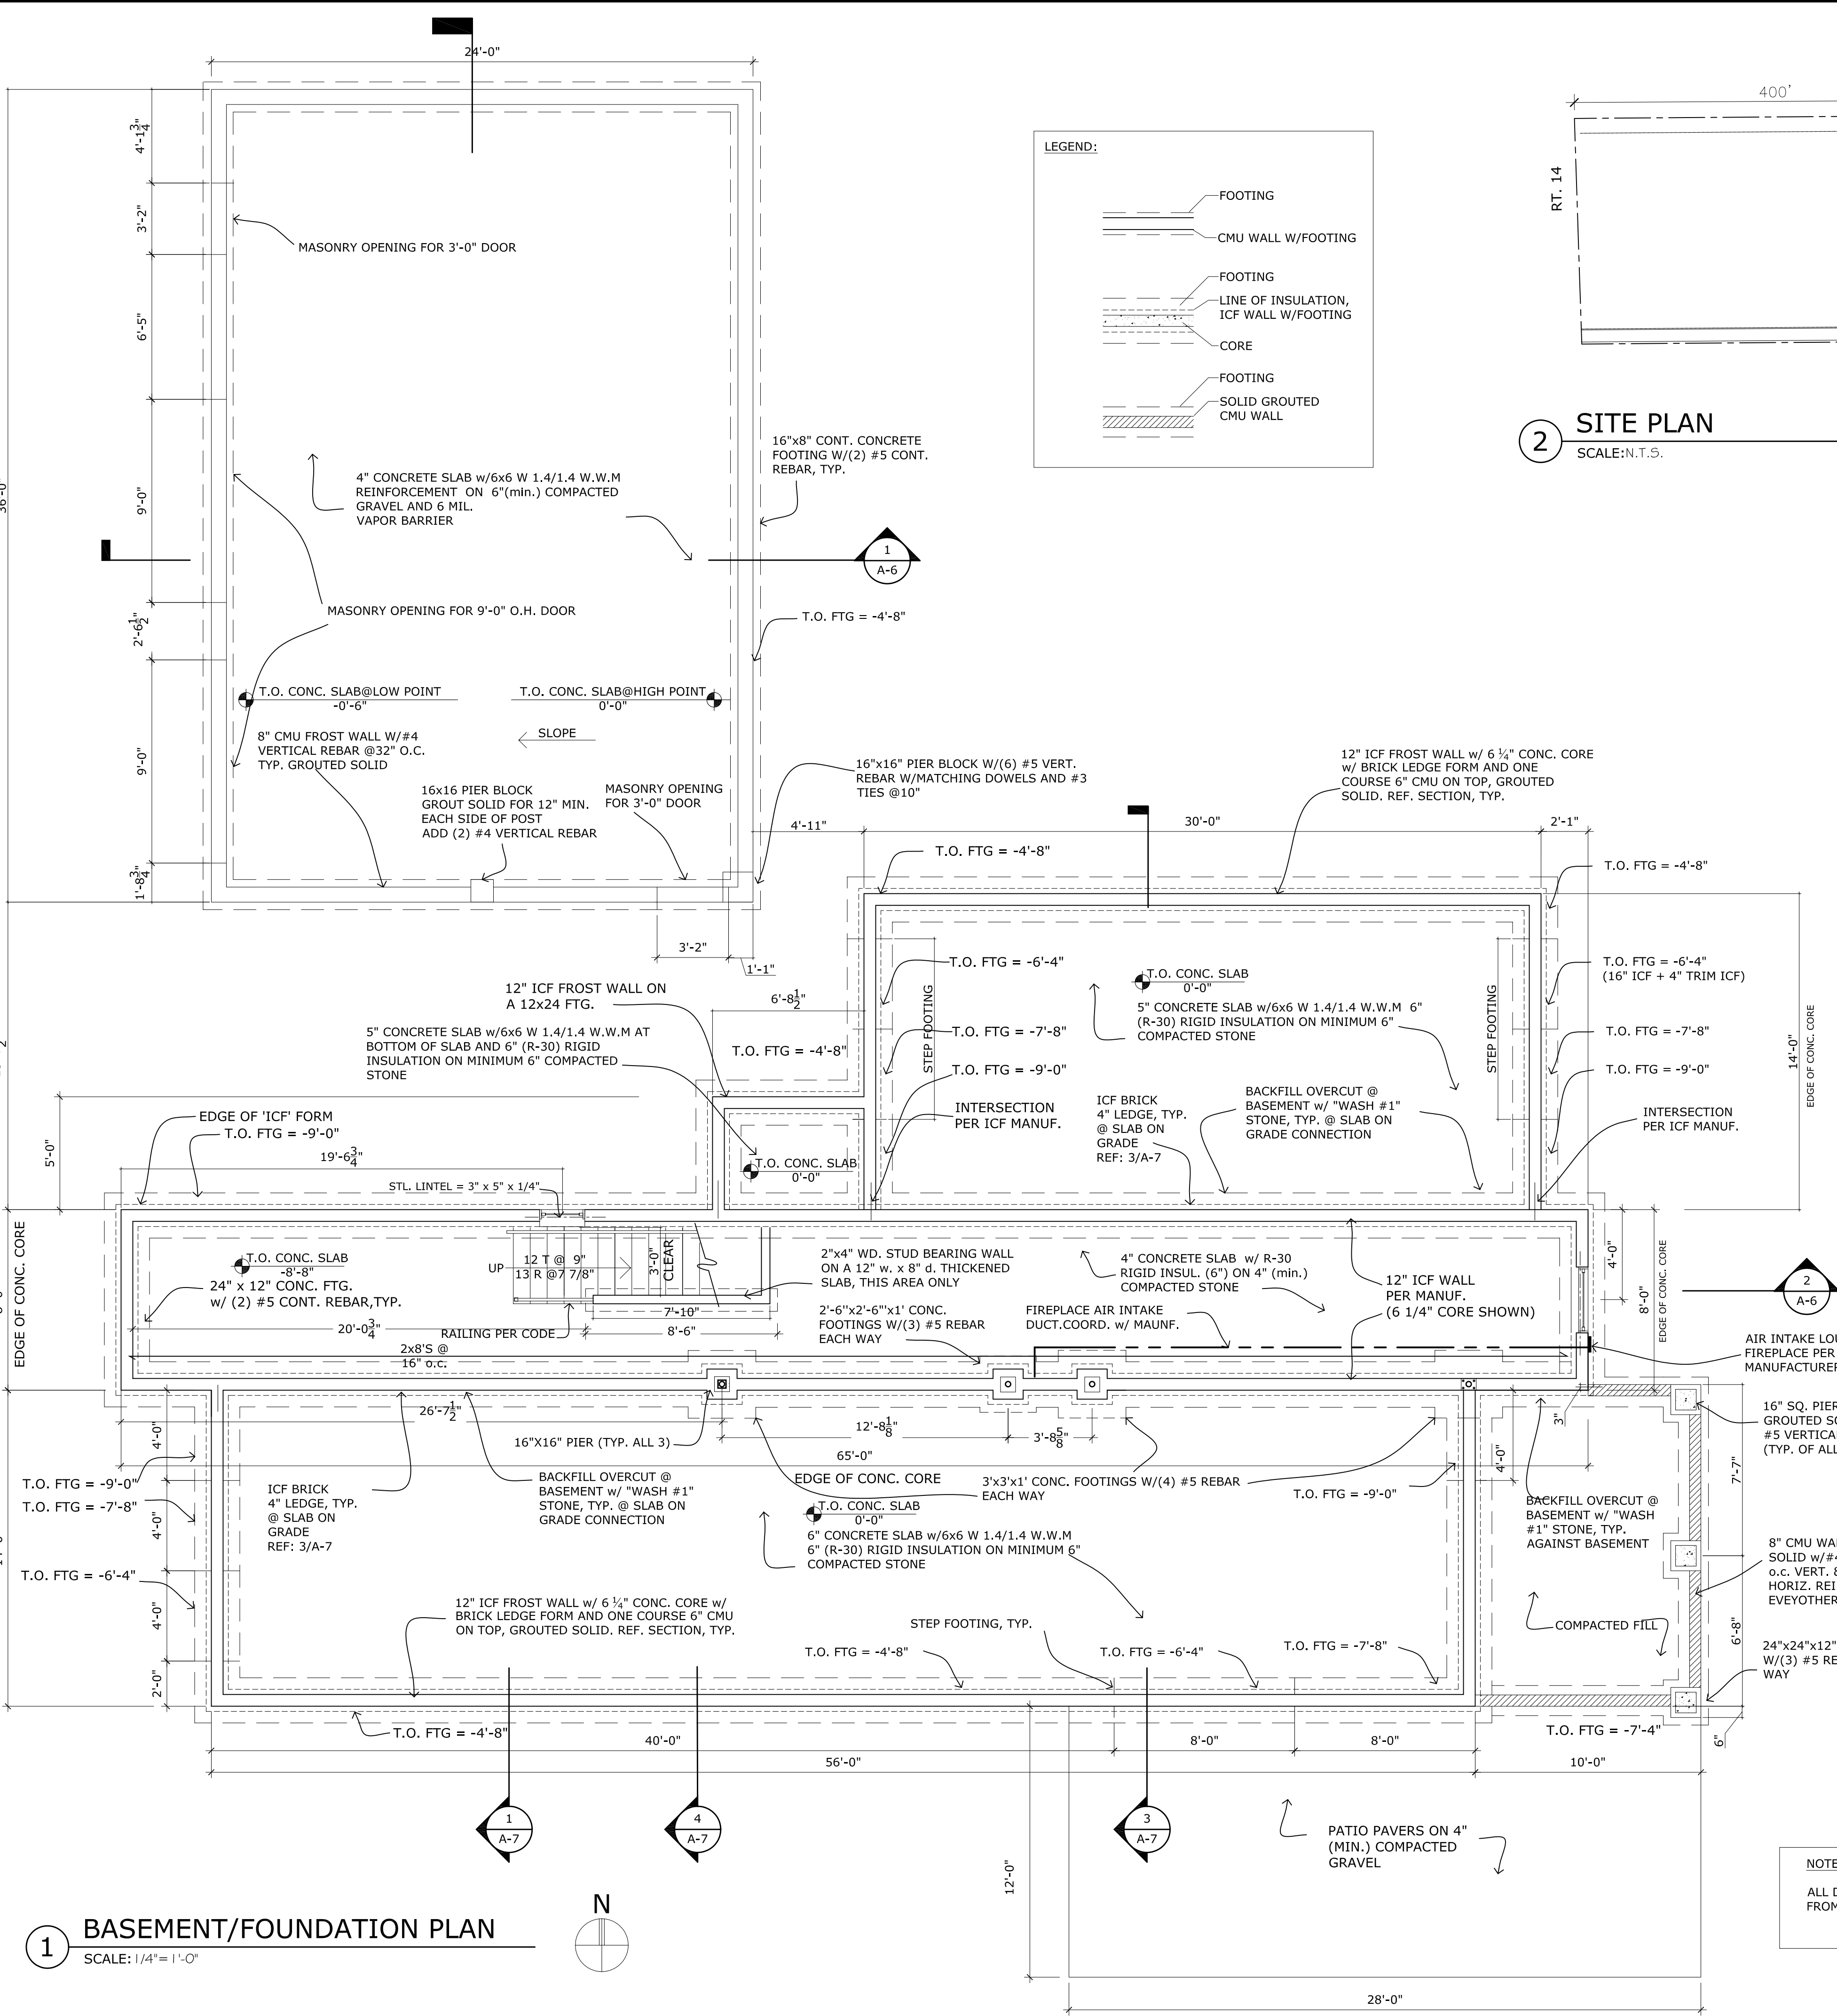 24'-0"
400'
4'-1 3/4"
LEGEND:
RT. 14
FOOTING
3'-2"
CMU WALL W/FOOTING
MASONRY OPENING FOR 3'-0" DOOR
FOOTING
LINE OF INSULATION,
ICF WALL W/FOOTING
6'-5"
CORE
FOOTING
SOLID GROUTED
CMU WALL
2
SITE PLAN
SCALE:N.T.S.
16"x8" CONT. CONCRETE
FOOTING W/(2) #5 CONT.
REBAR, TYP.
36'-0"
4" CONCRETE SLAB w/6x6 W 1.4/1.4 W.W.M
REINFORCEMENT ON 6"(min.) COMPACTED
GRAVEL AND 6 MIL.
VAPOR BARRIER
9'-0"
1
A-6
MASONRY OPENING FOR 9'-0" O.H. DOOR
2'-6 1/2"
T.O. FTG = -4'-8"
T.O. CONC. SLAB@LOW POINT
-0'-6"
T.O. CONC. SLAB@HIGH POINT
0'-0"
SLOPE
8" CMU FROST WALL W/#4
VERTICAL REBAR @32" O.C.
TYP. GROUTED SOLID
9'-0"
16x16 PIER BLOCK
GROUT SOLID FOR 12" MIN.
EACH SIDE OF POST
ADD (2) #4 VERTICAL REBAR
MASONRY OPENING
FOR 3'-0" DOOR
16"x16" PIER BLOCK W/(6) #5 VERT.
REBAR W/MATCHING DOWELS AND #3
TIES @10"
12" ICF FROST WALL w/ 6 1/4" CONC. CORE
w/ BRICK LEDGE FORM AND ONE
COURSE 6" CMU ON TOP, GROUTED
SOLID. REF. SECTION, TYP.
4'-11"
30'-0"
2'-1"
1'-8 3/4"
T.O. FTG = -4'-8"
T.O. FTG = -4'-8"
3'-2"
1'-1"
T.O. FTG = -6'-4"
T.O. CONC. SLAB
0'-0"
T.O. FTG = -6'-4"
(16" ICF + 4" TRIM ICF)
12" ICF FROST WALL ON
A 12x24 FTG.
6'-8 1/2"
5" CONCRETE SLAB w/6x6 W 1.4/1.4 W.W.M 6"
(R-30) RIGID INSULATION ON MINIMUM 6"
COMPACTED STONE
STEP FOOTING
STEP FOOTING
5" CONCRETE SLAB w/6x6 W 1.4/1.4 W.W.M AT
BOTTOM OF SLAB AND 6" (R-30) RIGID
INSULATION ON MINIMUM 6" COMPACTED
STONE
T.O. FTG = -4'-8"
T.O. FTG = -7'-8"
T.O. FTG = -9'-0"
T.O. FTG = -7'-8"
T.O. FTG = -9'-0"
14'-0"
EDGE OF CONC. CORE
INTERSECTION
PER ICF MANUF.
ICF BRICK
4" LEDGE, TYP.
@ SLAB ON
GRADE
REF: 3/A-7
BACKFILL OVERCUT @
BASEMENT w/ "WASH #1"
STONE, TYP. @ SLAB ON
GRADE CONNECTION
INTERSECTION
PER ICF MANUF.
5'-0"
EDGE OF 'ICF' FORM
T.O. FTG = -9'-0"
19'-6 3/4"
T.O. CONC. SLAB
0'-0"
STL. LINTEL = 3" x 5" x 1/4"
EDGE OF CONC. CORE
T.O. CONC. SLAB
-8'-8"
24" x 12" CONC. FTG.
w/ (2) #5 CONT. REBAR,TYP.
UP
12 T @ 9"
13 R @7 7/8"
3'-0"
CLEAR
2"x4" WD. STUD BEARING WALL
ON A 12" w. x 8" d. THICKENED
SLAB, THIS AREA ONLY
4" CONCRETE SLAB w/ R-30
RIGID INSUL. (6") ON 4" (min.)
COMPACTED STONE
12" ICF WALL
PER MANUF.
(6 1/4" CORE SHOWN)
4'-0"
8'-0"
EDGE OF CONC. CORE
2
A-6
7'-10"
8'-6"
20'-0 3/4"
RAILING PER CODE
2'-6"x2'-6"x1' CONC.
FOOTINGS W/(3) #5 REBAR
EACH WAY
FIREPLACE AIR INTAKE
DUCT.COORD. w/ MAUNF.
2x8'S @
16" o.c.
AIR INTAKE LOU
FIREPLACE PER
MANUFACTURER
26'-7 1/2"
12'-8 1/8"
3'-8 5/8"
3"
16" SQ. PIER
GROUTED SO
#5 VERTICA
(TYP. OF ALL
4'-0"
16"X16" PIER (TYP. ALL 3)
65'-0"
4'-0"
7'-7"
T.O. FTG = -9'-0"
T.O. FTG = -7'-8"
ICF BRICK
4" LEDGE, TYP.
@ SLAB ON
GRADE
REF: 3/A-7
BACKFILL OVERCUT @
BASEMENT w/ "WASH #1"
STONE, TYP. @ SLAB ON
GRADE CONNECTION
EDGE OF CONC. CORE
3'x3'x1' CONC. FOOTINGS W/(4) #5 REBAR
EACH WAY
T.O. FTG = -9'-0"
BACKFILL OVERCUT @
BASEMENT w/ "WASH
#1" STONE, TYP.
AGAINST BASEMENT
T.O. CONC. SLAB
0'-0"
4'-0"
6" CONCRETE SLAB w/6x6 W 1.4/1.4 W.W.M
6" (R-30) RIGID INSULATION ON MINIMUM 6"
COMPACTED STONE
8" CMU WA
SOLID w/#4
o.c. VERT. &
HORIZ. REI
EVEYOTHER
T.O. FTG = -6'-4"
4'-0"
12" ICF FROST WALL w/ 6 1/4" CONC. CORE w/
BRICK LEDGE FORM AND ONE COURSE 6" CMU
ON TOP, GROUTED SOLID. REF. SECTION, TYP.
STEP FOOTING, TYP.
COMPACTED FILL
6'-8"
T.O. FTG = -4'-8"
T.O. FTG = -6'-4"
T.O. FTG = -7'-8"
24"x24"x12"
W/(3) #5 RE
WAY
2'-0"
T.O. FTG = -4'-8"
T.O. FTG = -7'-4"
6"
40'-0"
8'-0"
8'-0"
56'-0"
10'-0"
1
A-7
4
A-7
3
A-7
PATIO PAVERS ON 4"
(MIN.) COMPACTED
GRAVEL
12'-0"
NOTE
ALL D
FROM
N
1
BASEMENT/FOUNDATION PLAN
SCALE: 1/4"=1'-0"
28'-0"